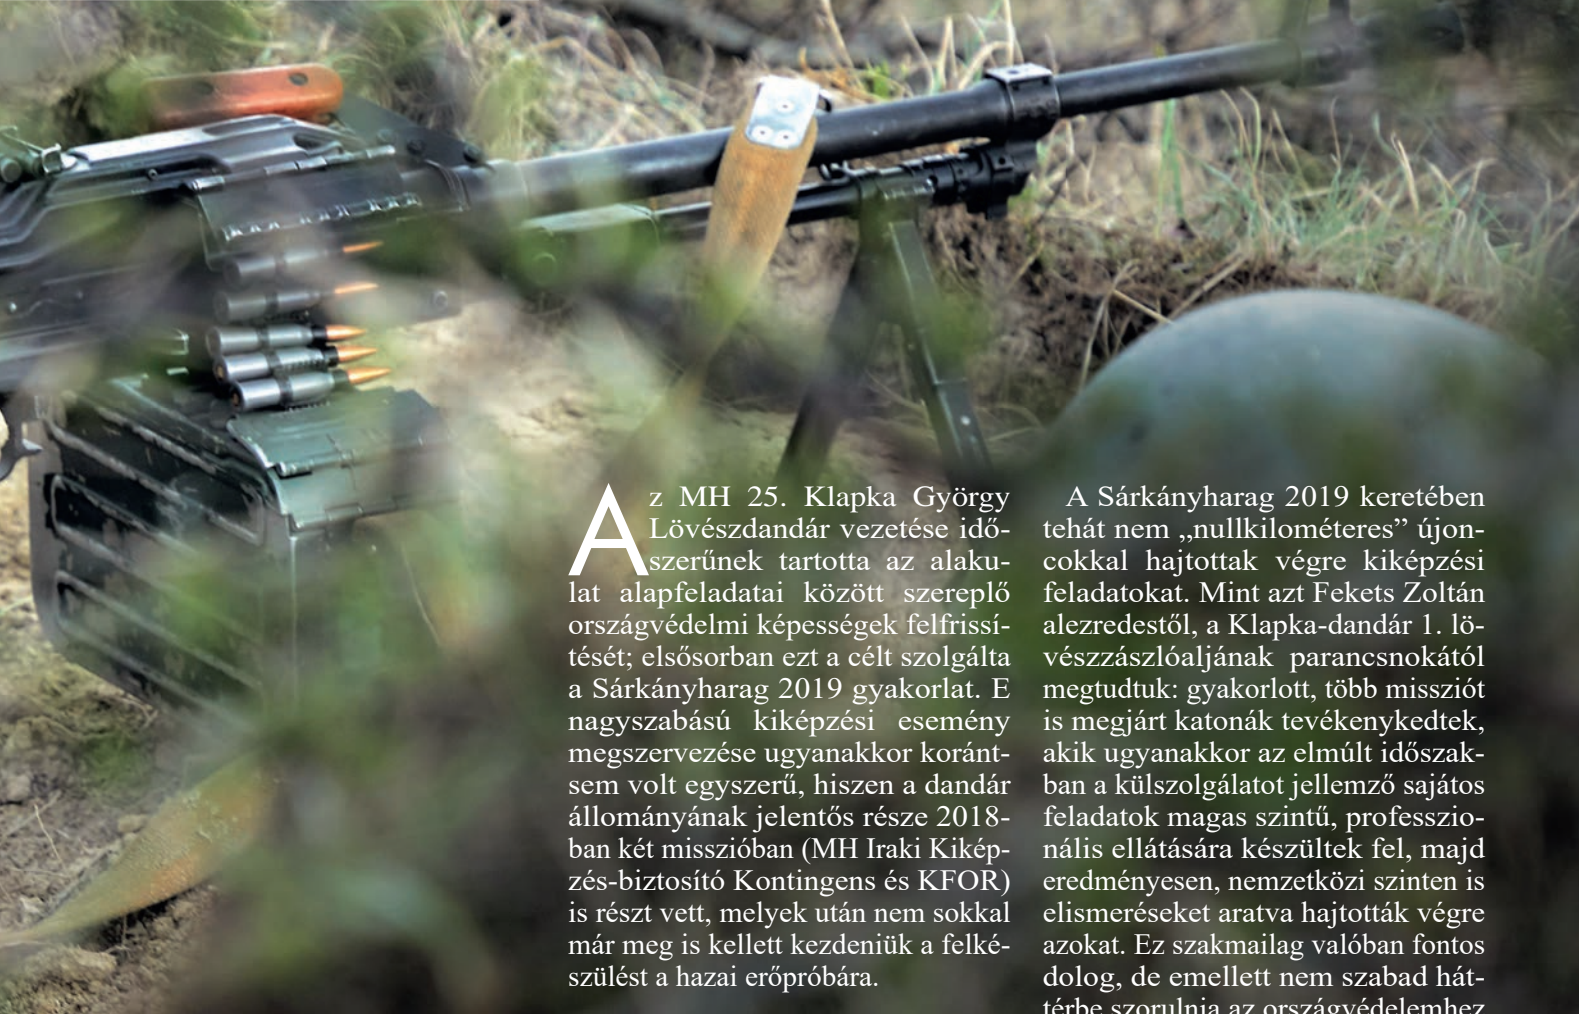 Az MH 25. Klapka György
Lövészdandár vezetése idő-
szerűnek tartotta az alaku-
lat alapfeladatai között szereplő
országvédelmi képességek felfrissí-
tését; elsősorban ezt a célt szolgálta
a Sárkányharag 2019 gyakorlat. E
nagyszabású kiképzési esemény
megszervezése ugyanakkor koránt-
sem volt egyszerű, hiszen a dandár
állományának jelentős része 2018-
ban két misszióban (MH Iraki Kikép-
zés-biztosító Kontingens és KFOR)
is részt vett, melyek után nem sokkal
már meg is kellett kezdeniük a felké-
szülést a hazai erőpróbára.
A Sárkányharag 2019 keretében
tehát nem „nullkilométeres” újon-
cokkal hajtottak végre kiképzési
feladatokat. Mint azt Fekets Zoltán
alezredestől, a Klapka-dandár 1. lö-
vészzászlóaljának parancsnokától
megtudtuk: gyakorlott, több missziót
is megjárt katonák tevékenykedtek,
akik ugyanakkor az elmúlt időszak-
ban a külszolgálatot jellemző sajátos
feladatok magas szintű, professzio-
nális ellátására készültek fel, majd
eredményesen, nemzetközi szinten is
elismeréseket aratva hajtották végre
azokat. Ez szakmailag valóban fontos
dolog, de emellett nem szabad hát-
térbe szorulnia az országvédelemhez